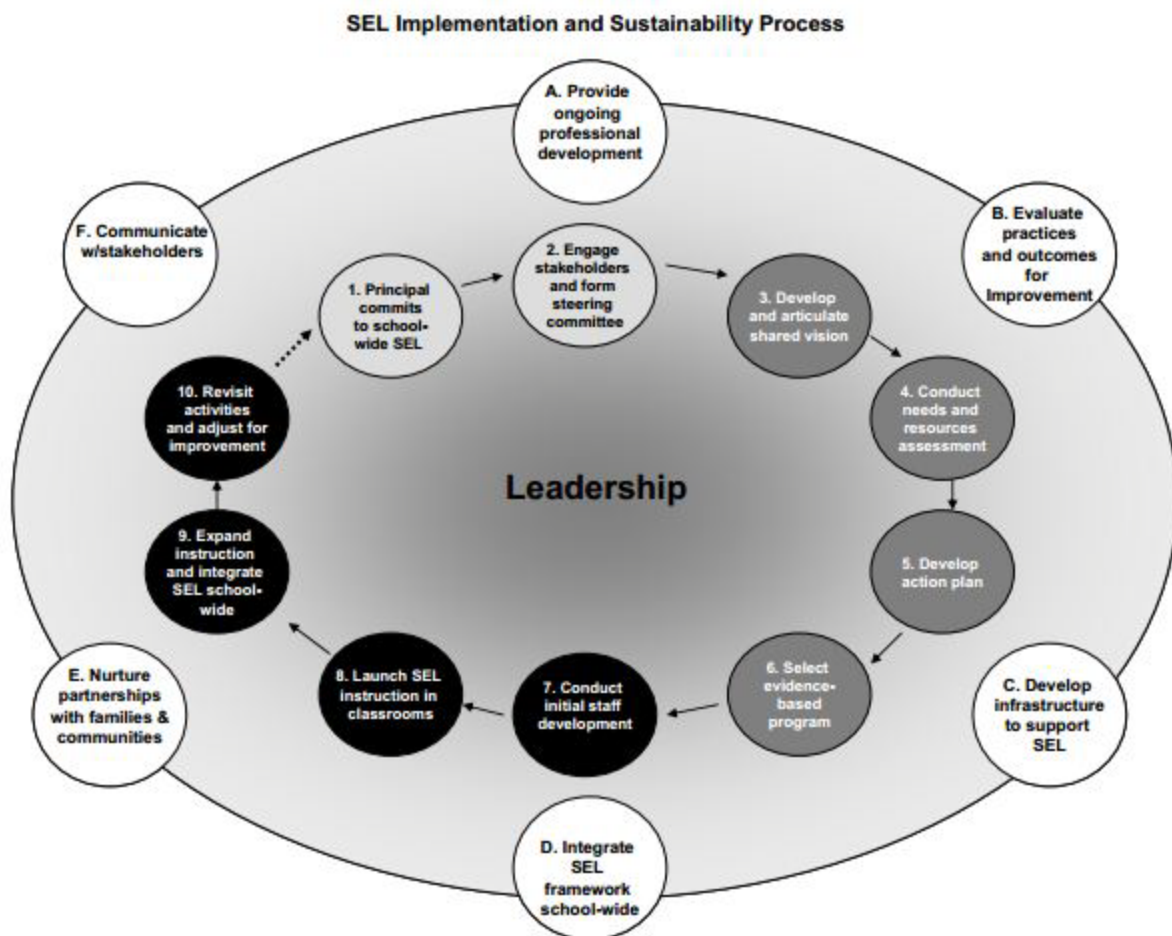 SEL Implementation and Sustainability Process
A. Provide
ongoing
professional
development
B. Evaluate
practices
and outcomes
for
Improvement
C. Develop
infrastructure
to support
SEL
D. Integrate
SEL
framework
school-wide
E. Nurture
partnerships
with families &
communities
F. Communicate
w/stakeholders
1. Principal
commits
to school-
wide SEL
2. Engage
stakeholders
and form
steering
committee
3. Develop
and articulate
shared vision
4. Conduct
needs and
resources
assessment
5. Develop
action plan
6. Select
evidence-
based
program
7. Conduct
initial staff
development
8. Launch SEL
instruction in
classrooms
9. Expand
instruction
and integrate
SEL school-
wide
10. Revisit
activities
and adjust for
improvement
Leadership